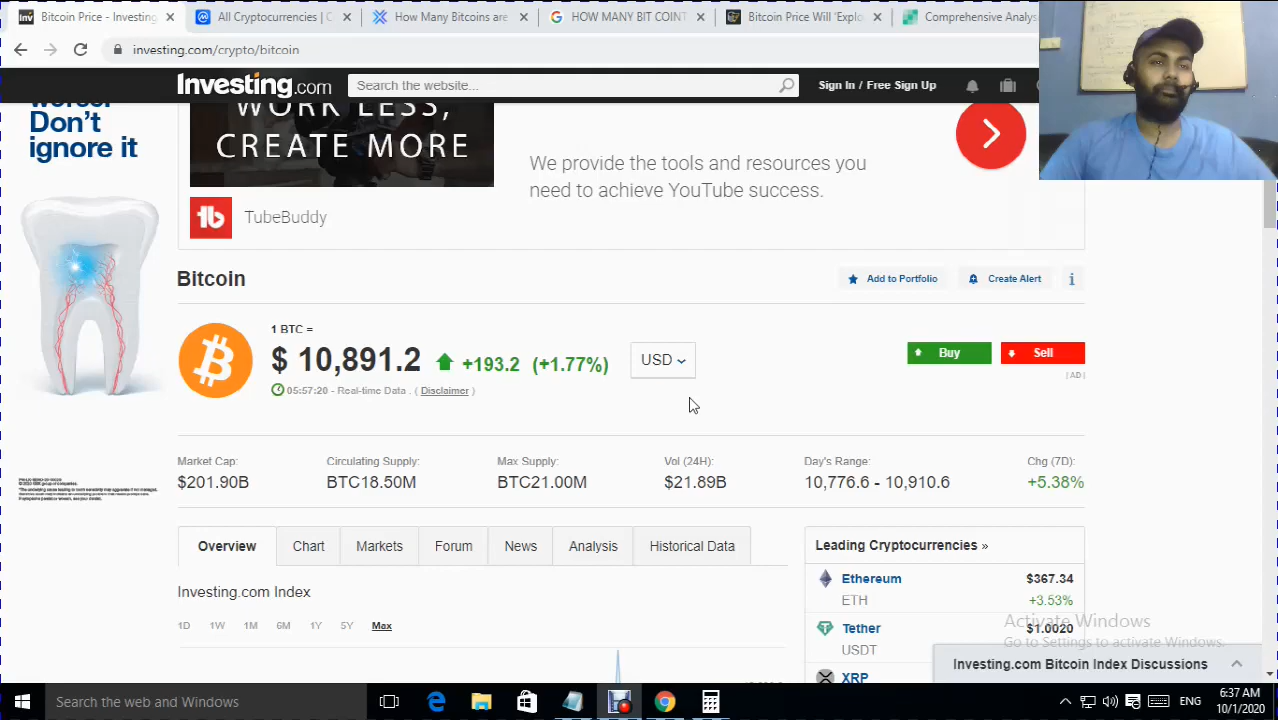 Bitcoin Price - Investing
All Cryptocurrencies | C
How Many Bitcoins are
HOW MANY BIT COINT
Bitcoin Price Will 'Explo
Comprehensive Analys
investing.com/crypto/bitcoin
Investing.com
Search the website...
Sign In / Free Sign Up
worse.
Don't
ignore it
WORK LESS,
CREATE MORE
We provide the tools and resources you
need to achieve YouTube success.
TubeBuddy
Bitcoin
Add to Portfolio
Create Alert
1 BTC =
$ 10,891.2
+193.2 (+1.77%)
USD
Buy
Sell
05:57:20 - Real-time Data . ( Disclaimer )
[AD]
Market Cap:
Circulating Supply:
Max Supply:
Vol (24H):
Day's Range:
Chg (7D):
$201.90B
BTC18.50M
BTC21.00M
$21.89B
10,776.6 - 10,910.6
+5.38%
Overview
Chart
Markets
Forum
News
Analysis
Historical Data
Leading Cryptocurrencies »
Investing.com Index
Ethereum
$367.34
ETH
+3.53%
1D
1W
1M
6M
1Y
5Y
Max
Tether
$1.0020
USDT
XRP
Activate Windows
Go to Settings to activate Windows.
Investing.com Bitcoin Index Discussions
Search the web and Windows
ENG
6:37 AM
10/1/2020